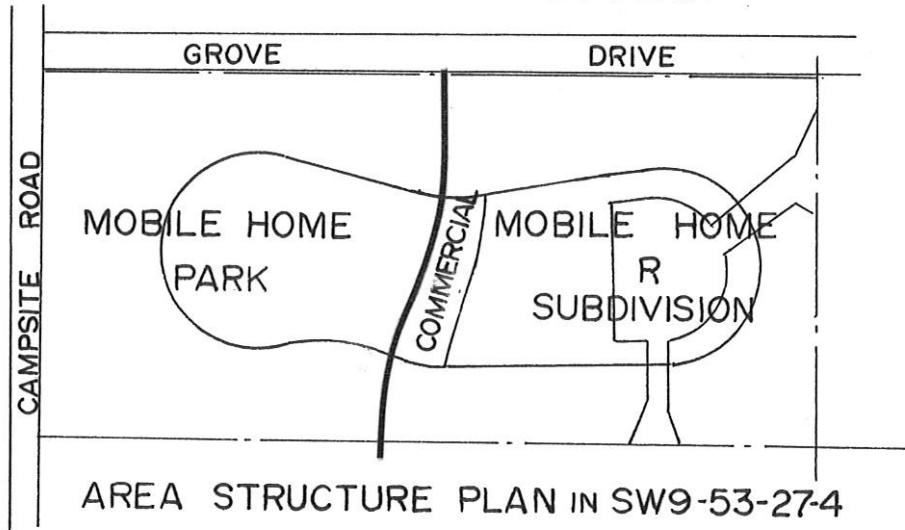 GROVE DRIVE
CAMPSITE ROAD
MOBILE HOME
PARK
COMMERCIAL
MOBILE HOME
R
SUBDIVISION
AREA STRUCTURE PLAN IN SW9-53-27-4